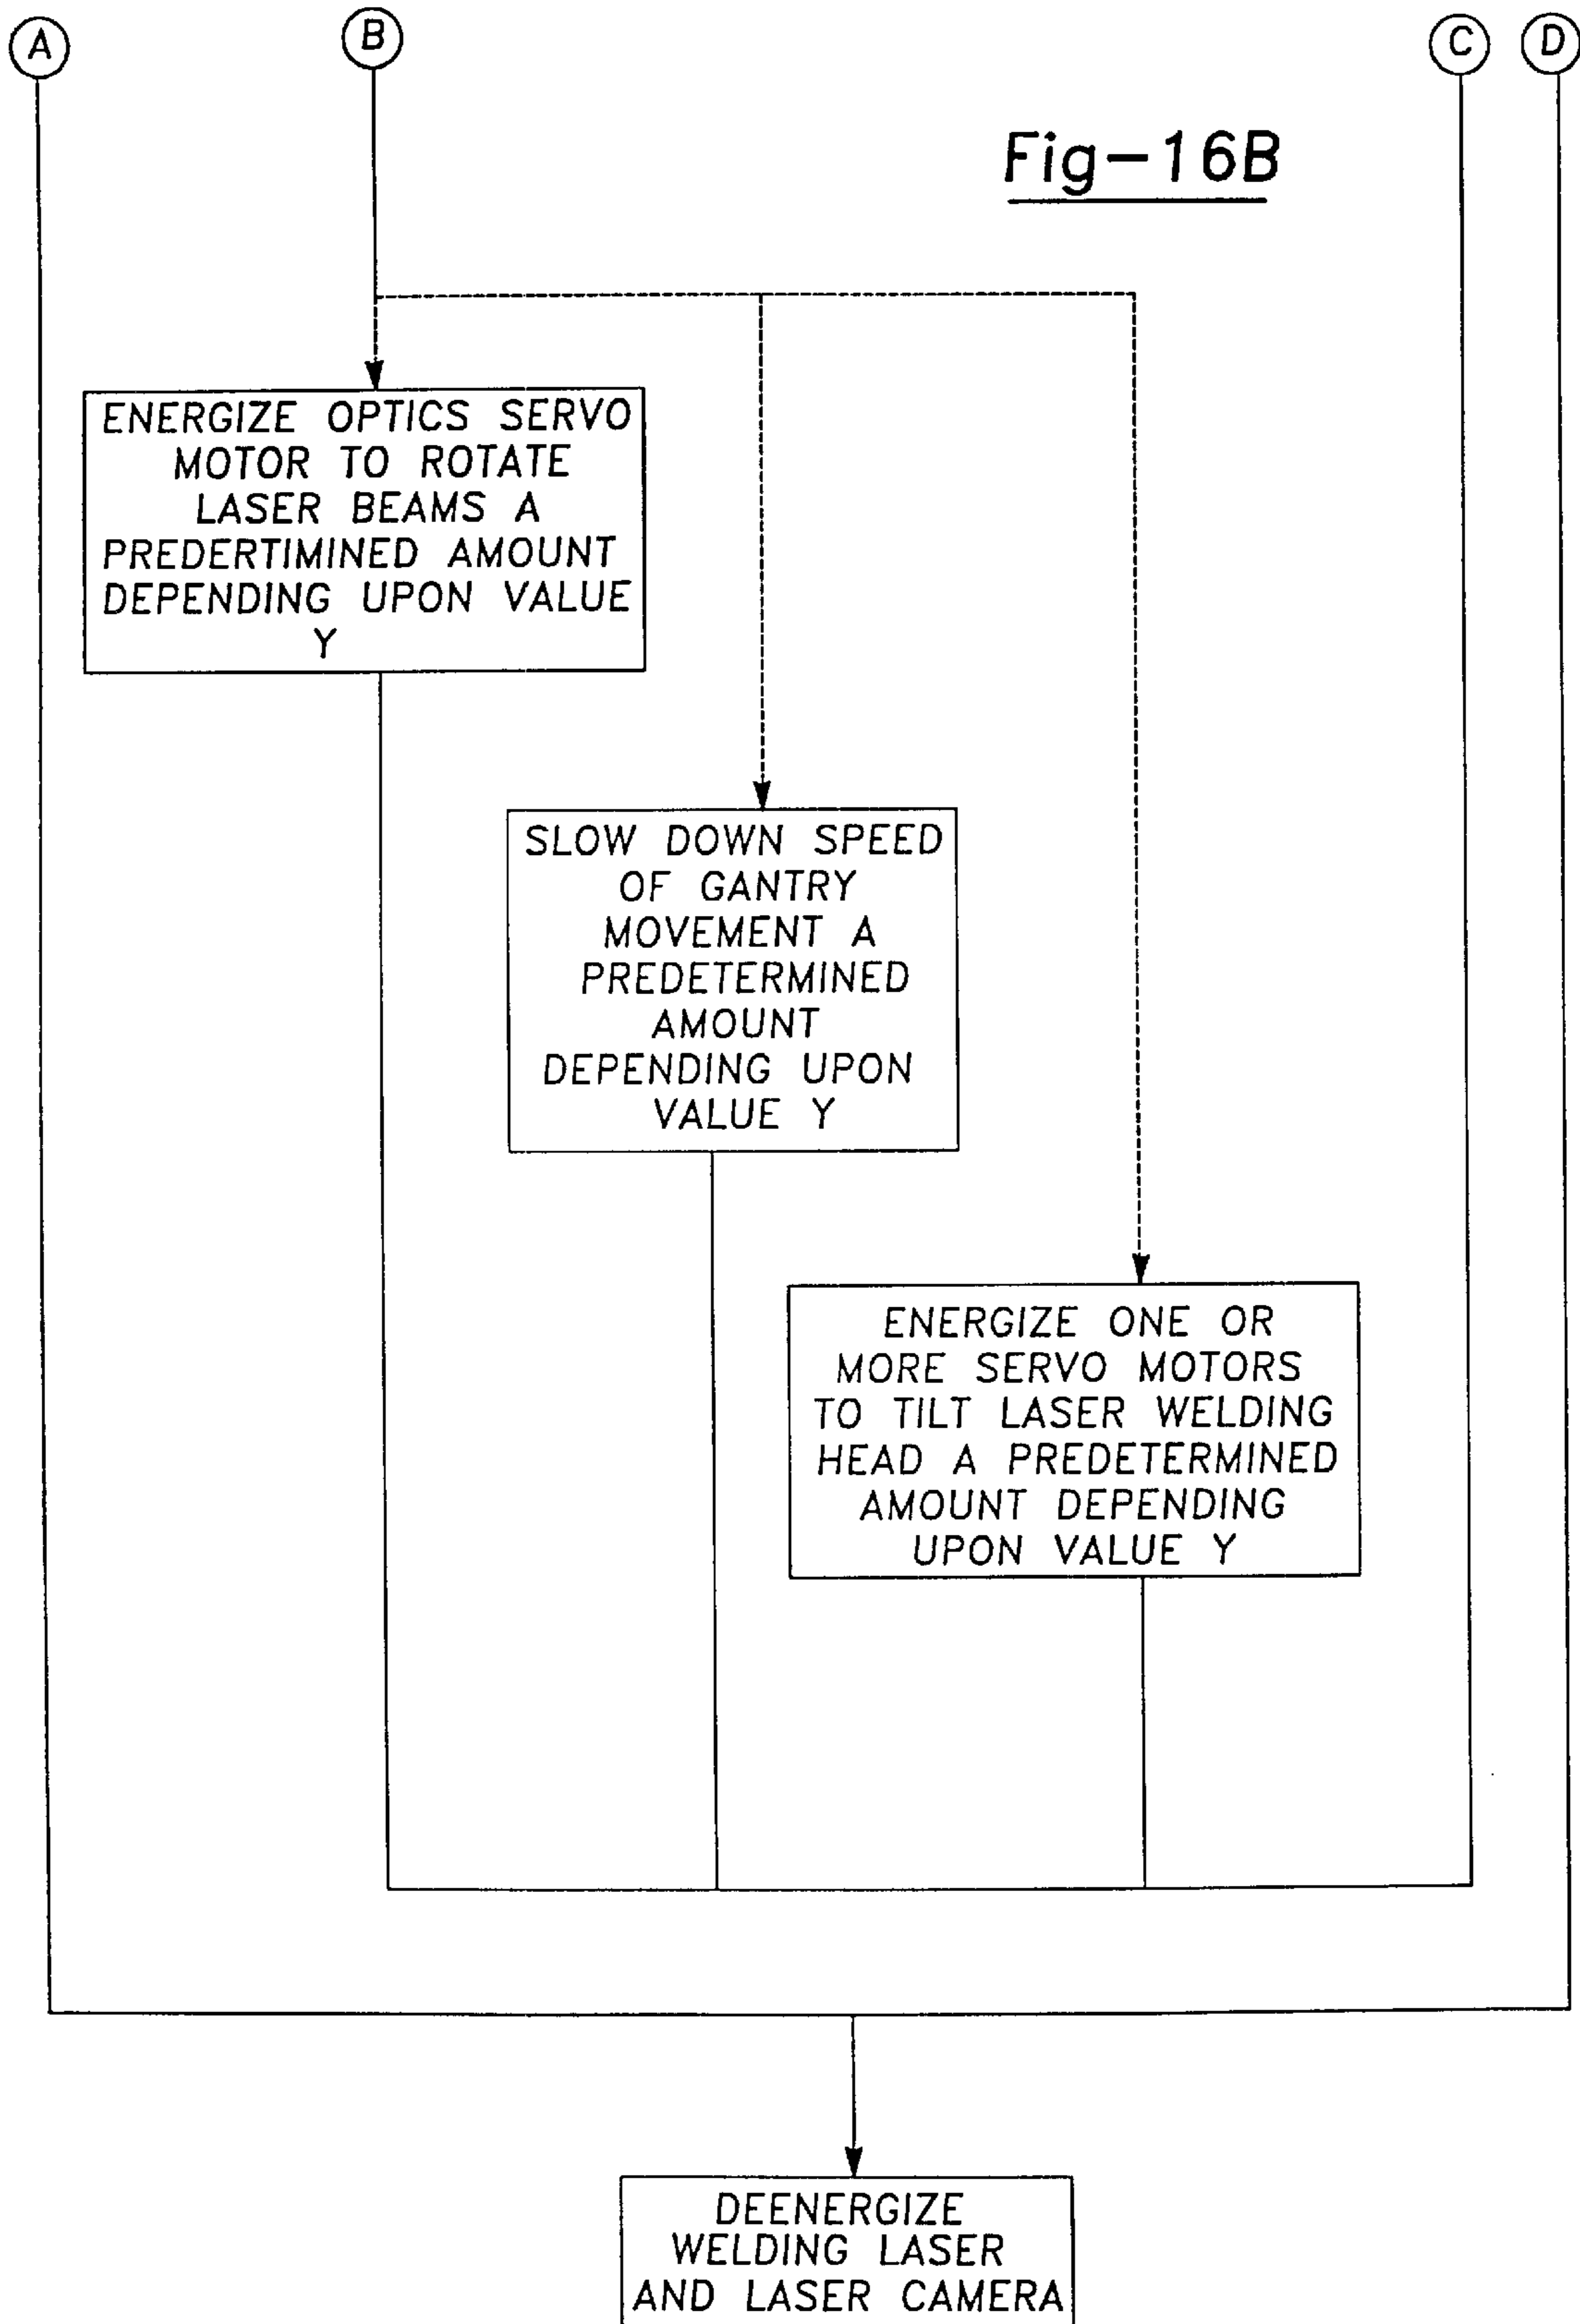 A
B
C
D
Fig-16B
ENERGIZE OPTICS SERVO
MOTOR TO ROTATE
LASER BEAMS A
PREDERTIMINED AMOUNT
DEPENDING UPON VALUE
Y
SLOW DOWN SPEED
OF GANTRY
MOVEMENT A
PREDETERMINED
AMOUNT
DEPENDING UPON
VALUE Y
ENERGIZE ONE OR
MORE SERVO MOTORS
TO TILT LASER WELDING
HEAD A PREDETERMINED
AMOUNT DEPENDING
UPON VALUE Y
DEENERGIZE
WELDING LASER
AND LASER CAMERA